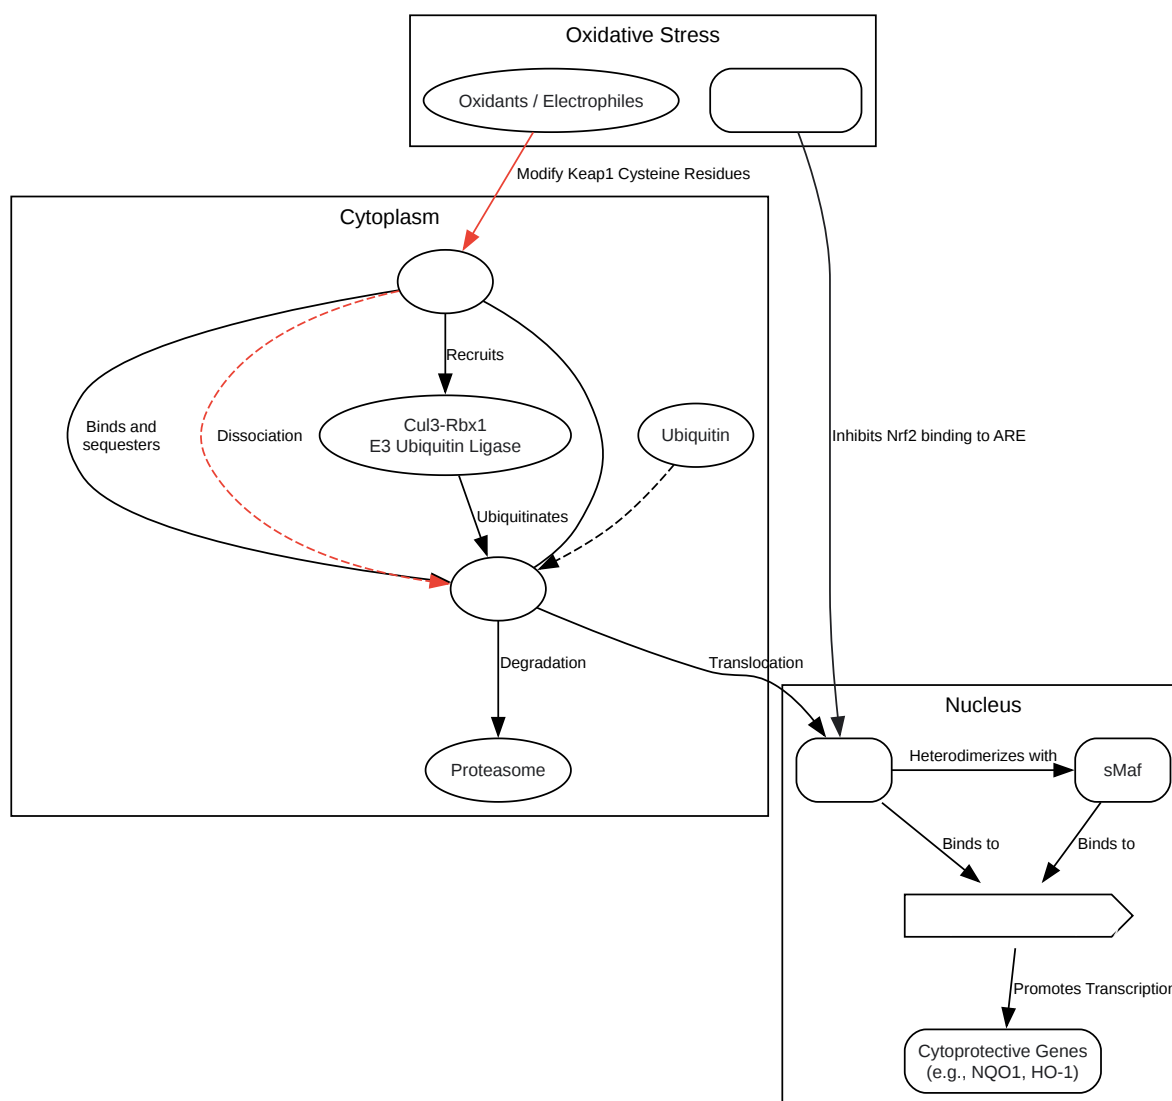 Oxidative Stress
Oxidants / Electrophiles
Modify Keap1 Cysteine Residues
Cytoplasm
Recruits
Binds and
sequesters
Dissociation
Cul3-Rbx1
E3 Ubiquitin Ligase
Ubiquitin
Inhibits Nrf2 binding to ARE
Ubiquitinates
Degradation
Translocation
Nucleus
Proteasome
Heterodimerizes with
sMaf
Binds to
Binds to
Promotes Transcription
Cytoprotective Genes
(e.g., NQO1, HO-1)